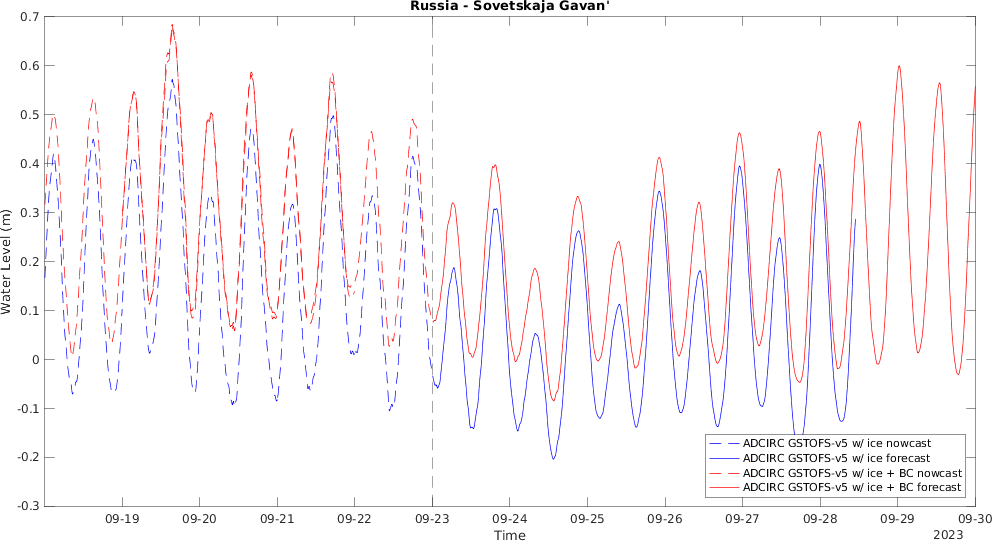 Russia - Sovetskaja Gavan'
0.7
0.6
0.5
0.4
0.3
0.2
0.1
0
-0.1
-0.2
-0.3
Water Level (m)
ADCIRC GSTOFS-v5 w/ ice nowcast
ADCIRC GSTOFS-v5 w/ ice forecast
ADCIRC GSTOFS-v5 w/ ice + BC nowcast
ADCIRC GSTOFS-v5 w/ ice + BC forecast
09-19 09-20 09-21 09-22 09-23 09-24 09-25 09-26 09-27 09-28 09-29 09-30
Time
2023